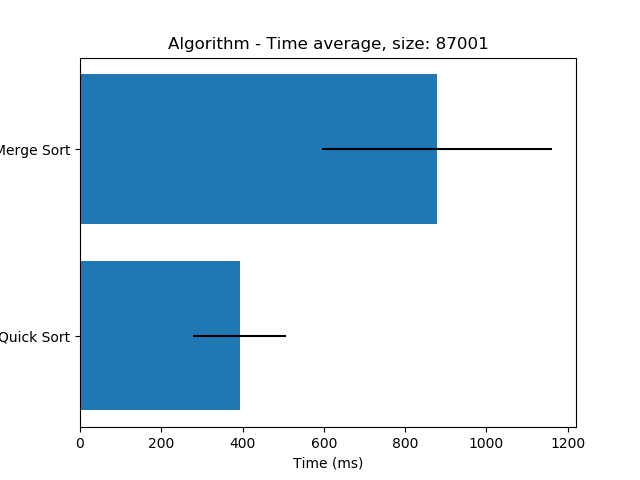 Algorithm - Time average, size: 87001
Merge Sort
Quick Sort
0 200 400 600 800 1000 1200
Time (ms)